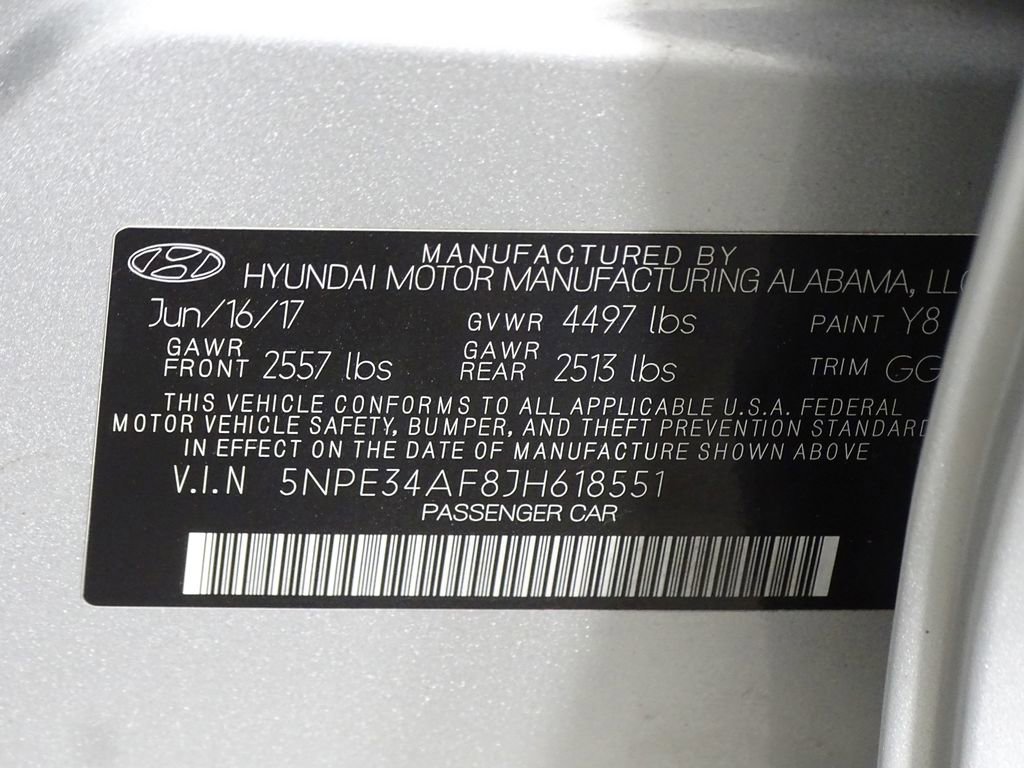 MANUFACTURED BY
HYUNDAI MOTOR MANUFACTURING ALABAMA,
Jun/16/17 GVWR 4497 lbs PAINT Y8
GAWR FRONT 2557 lbs GAWR REAR 2513 lbs TRIM
THIS VEHICLE CONFORMS TO ALL APPLICABLE U.S.A. FEDERAL
MOTOR VEHICLE SAFETY, BUMPER, AND THEFT PREVENTION
IN EFFECT ON THE DATE OF MANUFACTURE SHOWN ABOVE
V.I.N 5NPE34AF8JH618551
PASSENGER CAR